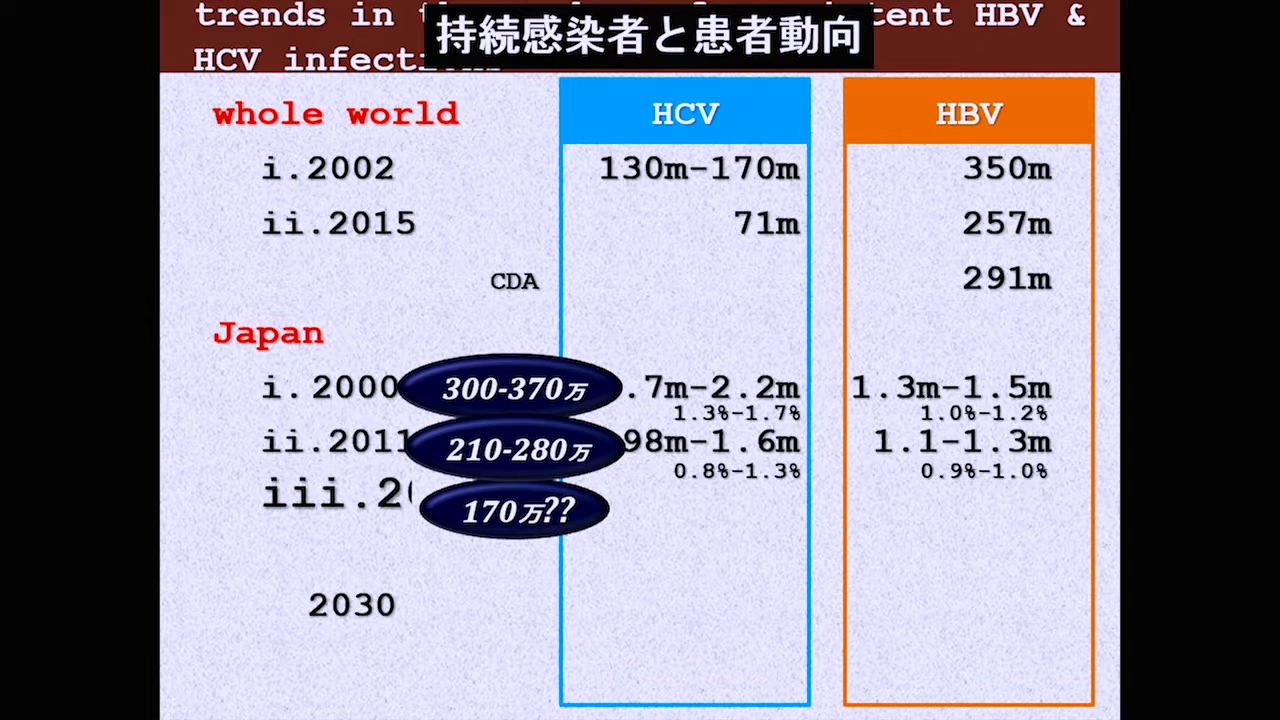 trends in tent HBV &
持続感染者と患者動向
HCV infect
whole world HCV HBV
i.2002 130m-170m 350m
ii.2015 71m 257m
CDA 291m
Japan
i.2000 300-370万 .7m-2.2m 1.3m-1.5m
1.3%-1.7% 1.0%-1.2%
ii.2011 210-280万 98m-1.6m 1.1-1.3m
0.8%-1.3% 0.9%-1.0%
iii.2 170万??
2030